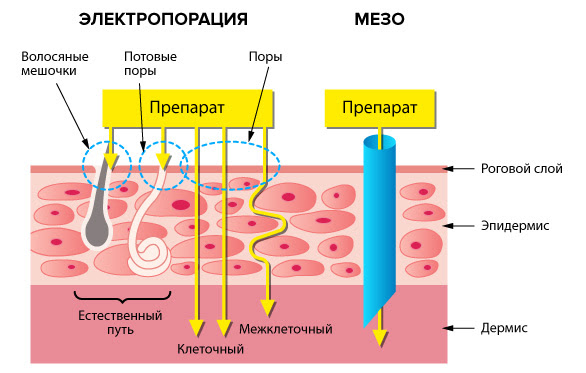 ЭЛЕКТРОПОРАЦИЯ
МЕЗО
Волосяные
мешочки
Потовые
поры
Поры
Препарат
Препарат
Роговой слой
Эпидермис
Дермис
Естественный
путь
Клеточный
Межклеточный